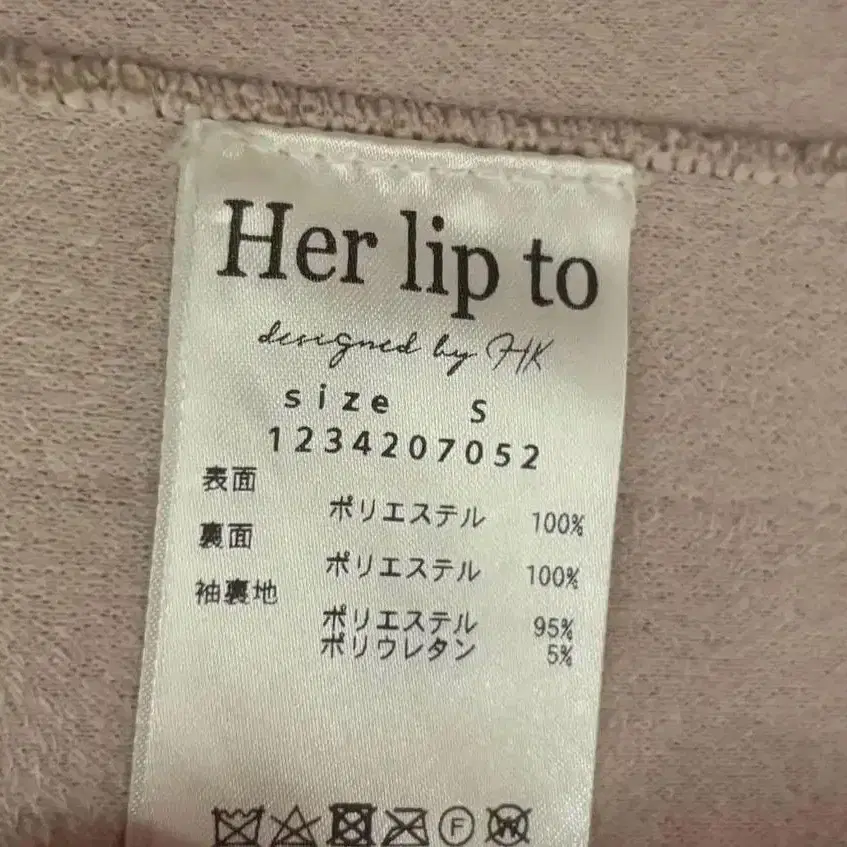 Her lip to
designed by HK
size S
1234207052
表面
ポリエステル 100%
裏面
ポリエステル 100%
袖裏地
ポリエステル 95%
ポリウレタン 5%
F W